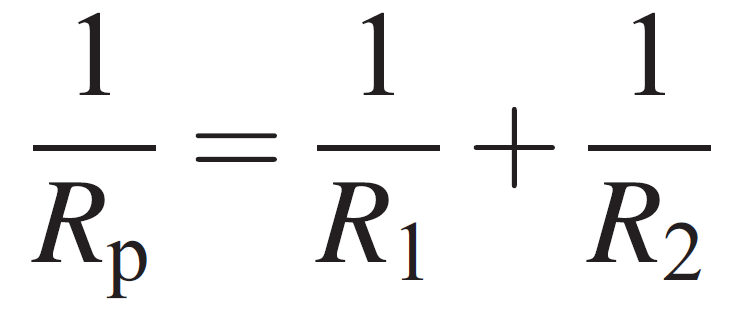 1/R_p = 1/R_1 + 1/R_2